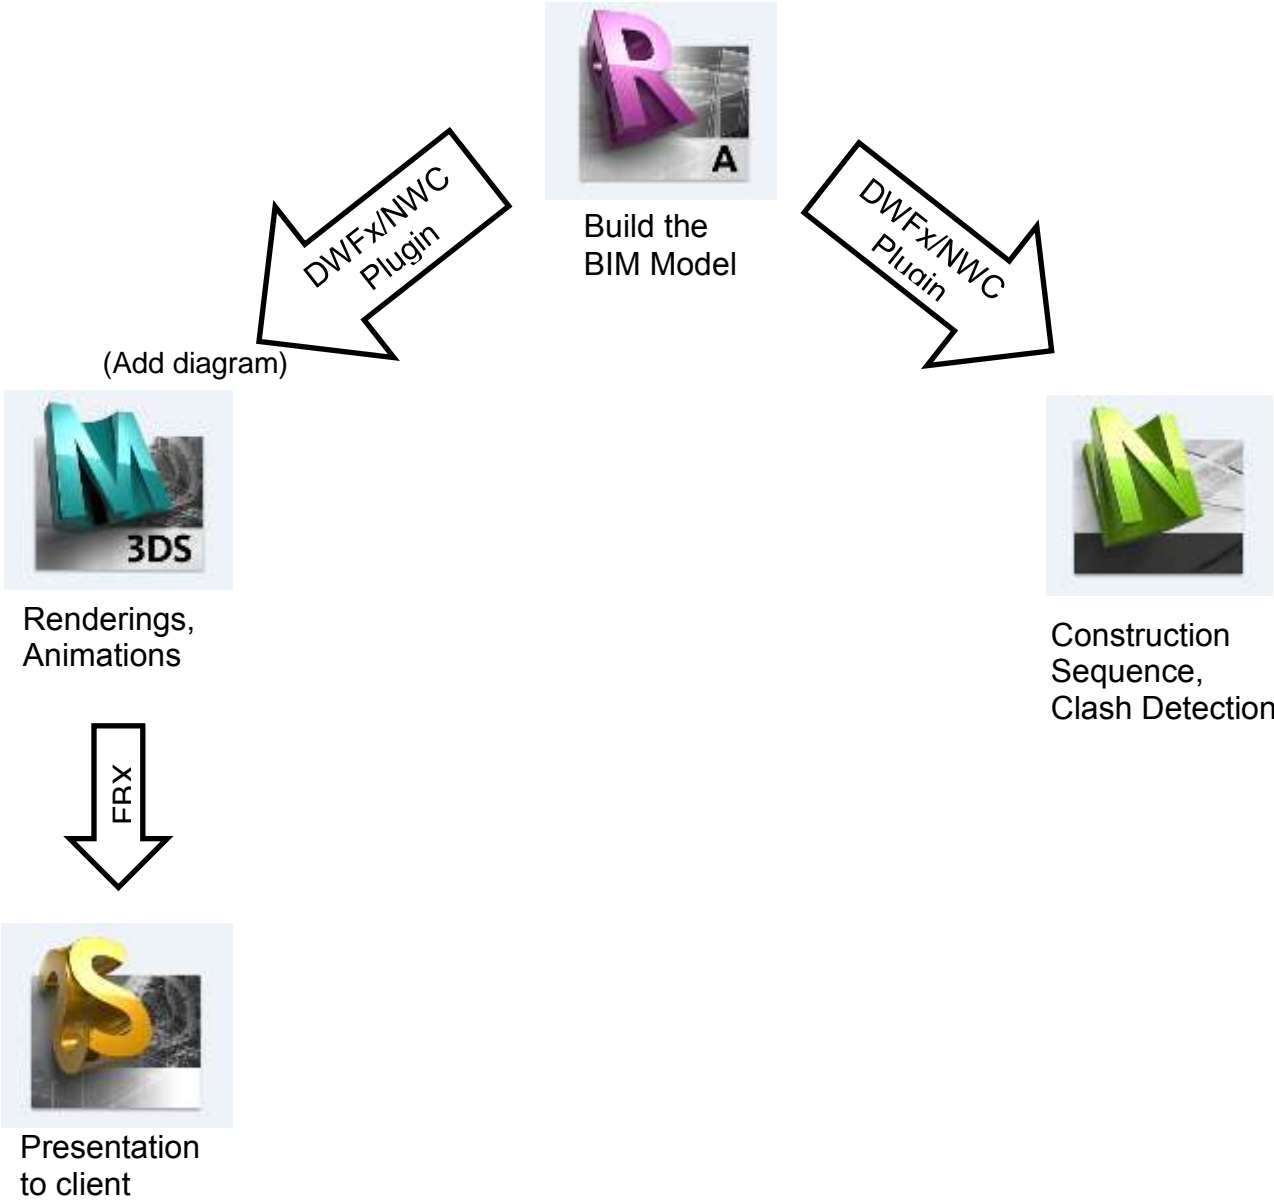 R
A
Build the
BIM Model
DWFx/NWC
Plugin
DWFx/NWC
Plugin
(Add diagram)
M
3DS
Renderings,
Animations
N
Construction
Sequence,
Clash Detection
FRX
S
Presentation
to client